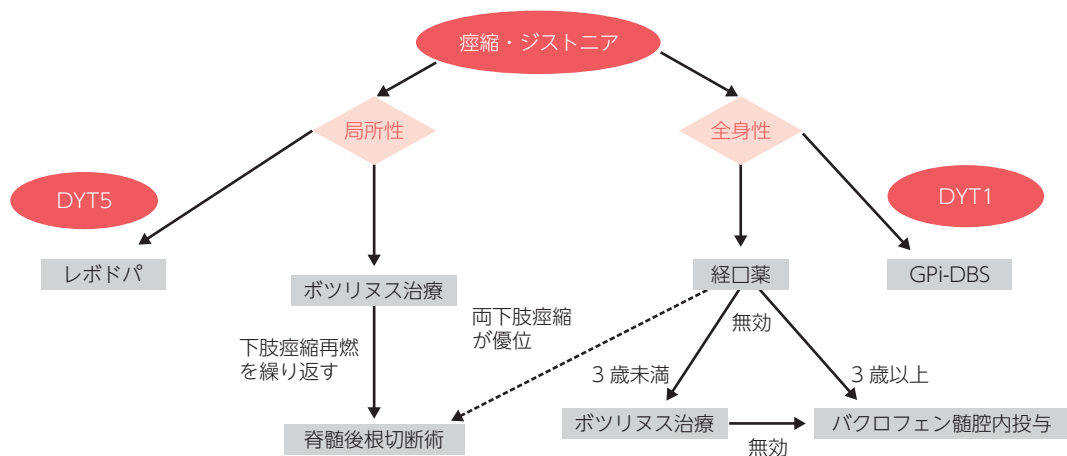 痙縮・ジストニア
局所性
全身性
DYT5
DYT1
レボドパ
ボツリヌス治療
経口薬
GPi-DBS
両下肢痙縮
が優位
無効
下肢痙縮再燃
を繰り返す
3 歳未満
3 歳以上
脊髄後根切断術
ボツリヌス治療
無効
バクロフェン髄腔内投与